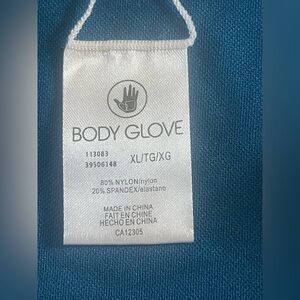 BODY GLOVE
113083
39506148
XL/TG/XG
80% NYLON/nylon
20% SPANDEX/elastano
MADE IN CHINA
FAIT EN CHINE
HECHO EN CHINA
CA12305